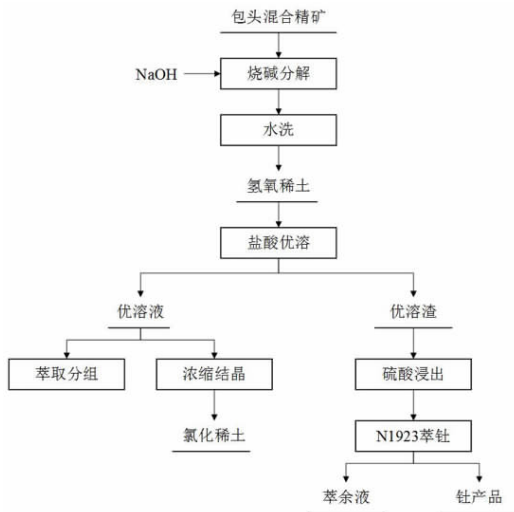 包头混合精矿
NaOH
烧碱分解
水洗
氢氧稀土
盐酸优溶
优溶液
优溶渣
萃取分组
浓缩结晶
硫酸浸出
氯化稀土
N1923萃钍
萃余液
钍产品